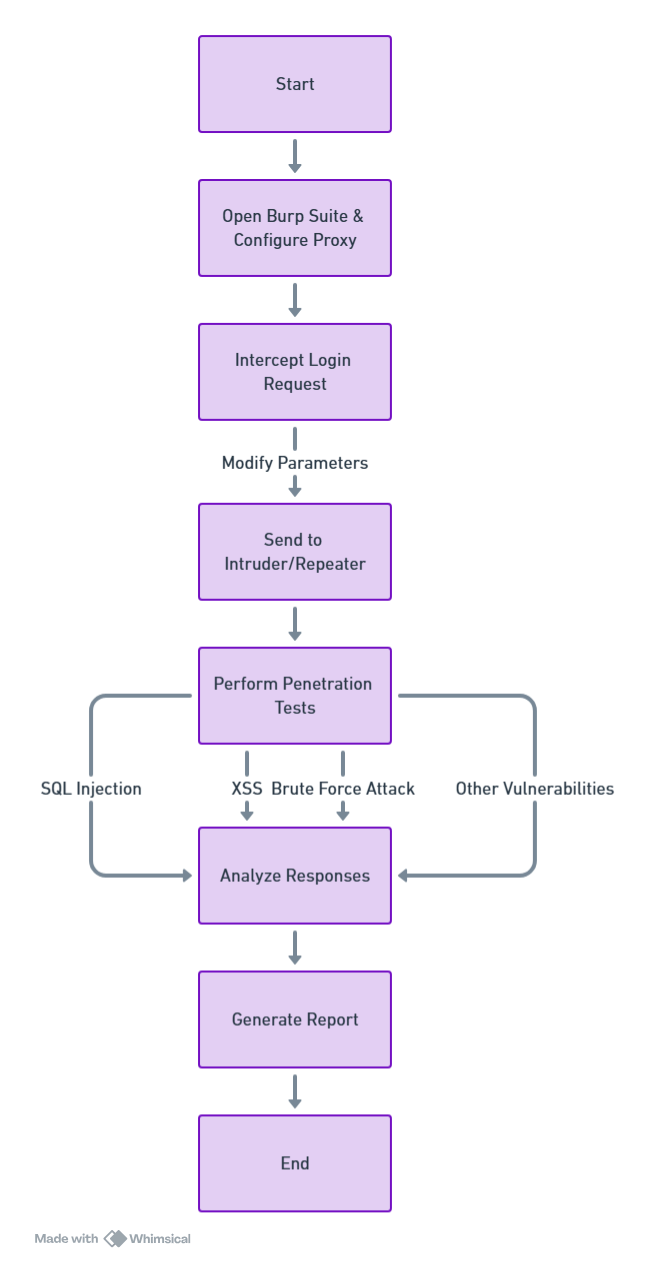 Start
Open Burp Suite &
Configure Proxy
Intercept Login
Request
Modify Parameters
Send to
Intruder/Repeater
Perform Penetration
Tests
SQL Injection
XSS
Brute Force Attack
Other Vulnerabilities
Analyze Responses
Generate Report
End
Made with Whimsical